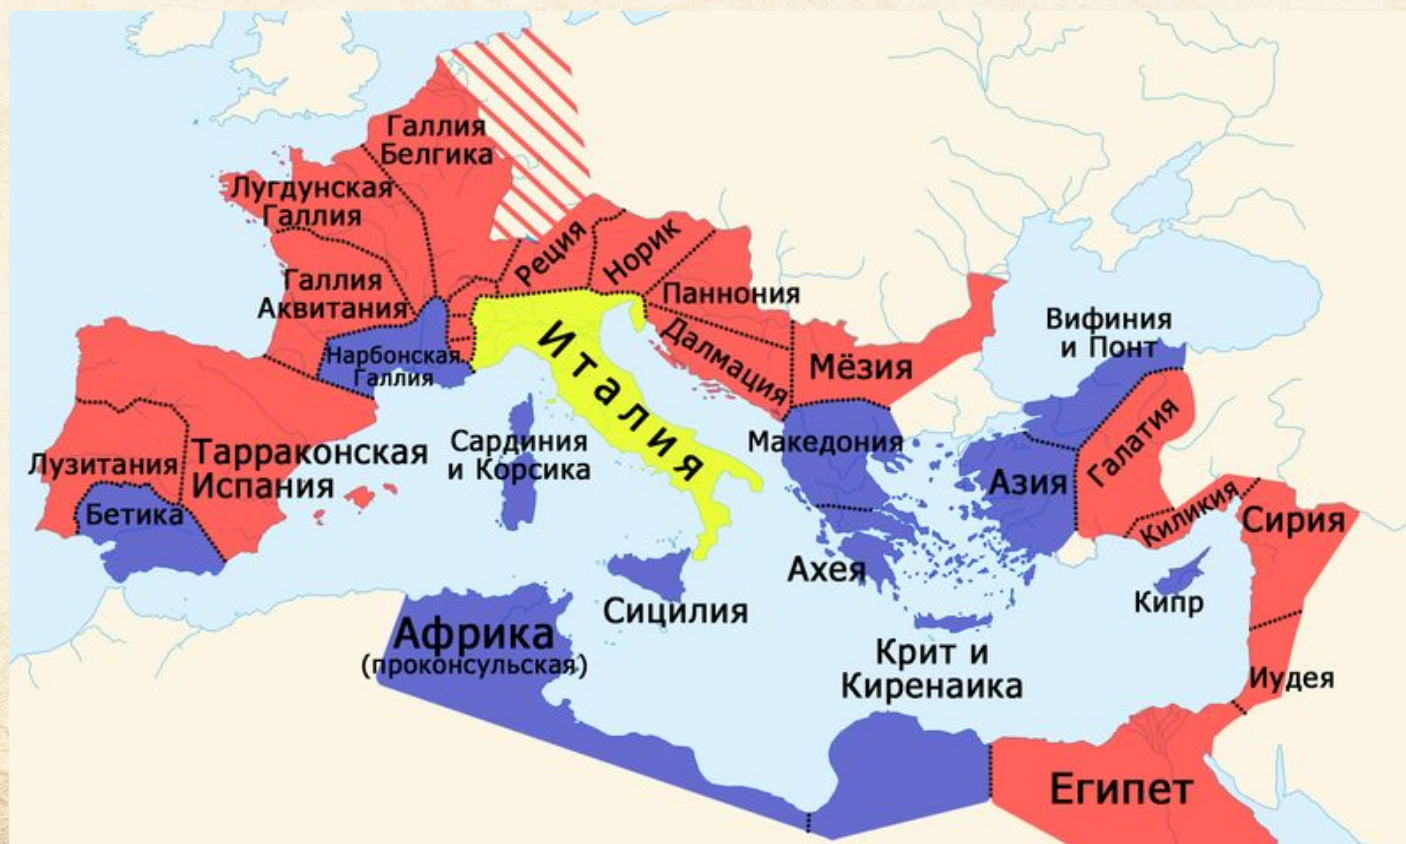 Галлия
Белгика
Лугдунская
Галлия
Галлия
Аквитания
Нарбонская
Галлия
Реция
Норик
Паннония
Далмация
Мёзия
Италия
Вифиния
и Понт
Македония
Галатия
Азия
Киликия
Сирия
Лузитания
Тарраконская
Испания
Бетика
Сардиния
и Корсика
Ахея
Сицилия
Кипр
Африка
(проконсульская)
Крит и
Киренаика
Иудея
Египет